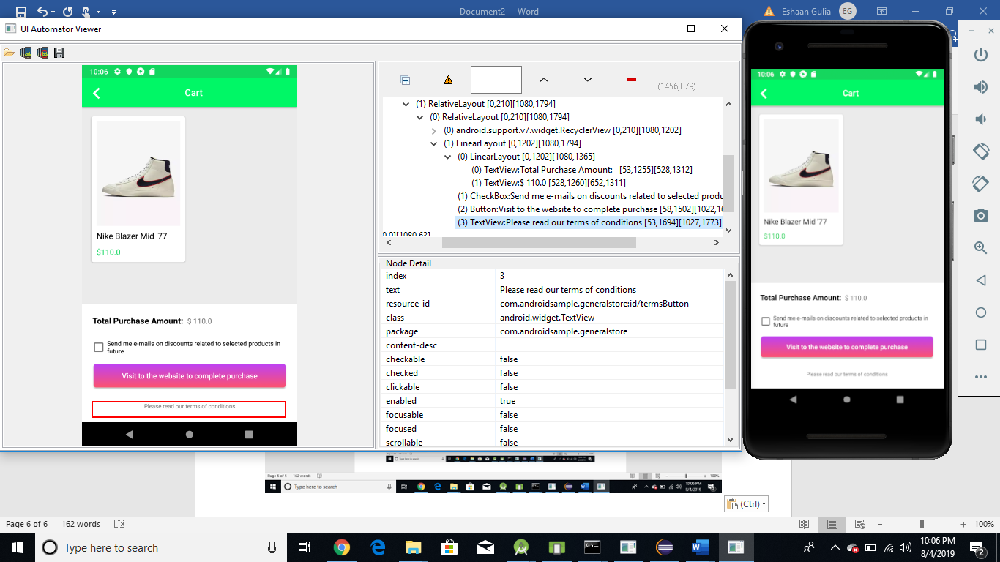 Document2 - Word
Eshaan Gulia
EG
UI Automator Viewer
10:06
Cart
Nike Blazer Mid '77
$110.0
Total Purchase Amount: $ 110.0
Send me e-mails on discounts related to selected products in
future
Visit to the website to complete purchase
Please read our terms of conditions
(1456,879)
(1) RelativeLayout [0,210][1080,1794]
(0) RelativeLayout [0,210][1080,1794]
(0) android.support.v7.widget.RecyclerView [0,210][1080,1202]
(1) LinearLayout [0,1202][1080,1794]
(0) LinearLayout [0,1202][1080,1365]
(0) TextView:Total Purchase Amount:   [53,1255][528,1312]
(1) TextView:$ 110.0 [528,1260][652,1311]
(1) CheckBox:Send me e-mails on discounts related to selected produ
(2) Button:Visit to the website to complete purchase [58,1502][1022,1
(3) TextView:Please read our terms of conditions [53,1694][1027,1773]
0,0][1080,63]
Node Detail
index 3
text Please read our terms of conditions
resource-id com.androidsample.generalstore:id/termsButton
class android.widget.TextView
package com.androidsample.generalstore
content-desc
checkable false
checked false
clickable false
enabled true
focusable false
focused false
scrollable false
10:06
Cart
Nike Blazer Mid '77
$110.0
Total Purchase Amount: $ 110.0
Send me e-mails on discounts related to selected products in
future
Visit to the website to complete purchase
Please read our terms of conditions
Page 5 of 5 162 words 100%
Type here to search
10:06 PM
8/4/2019
(Ctrl)
Page 6 of 6 162 words
100%
Type here to search
10:06 PM
8/4/2019
2